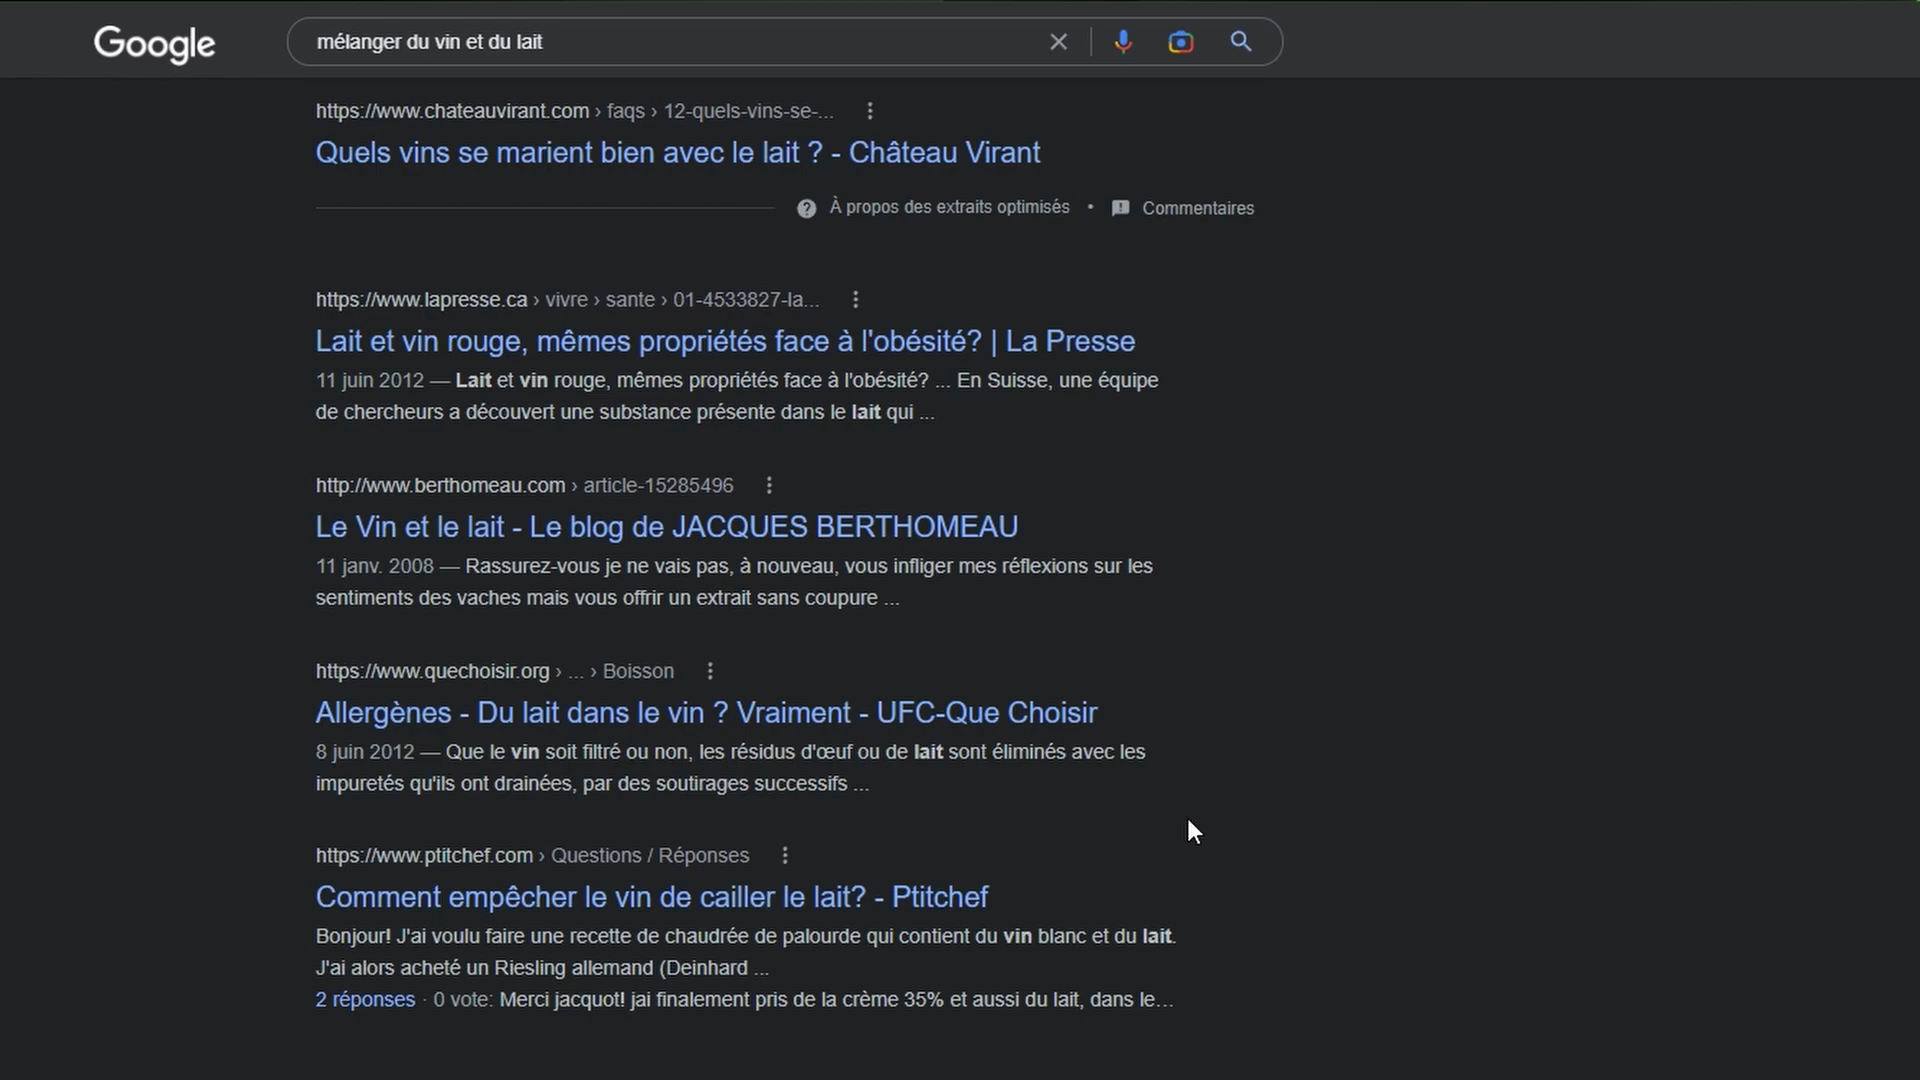 Google
mélanger du vin et du lait
https://www.chateauvirant.com › faqs › 12-quels-vins-se-...
Quels vins se marient bien avec le lait ? - Château Virant
À propos des extraits optimisés • Commentaires
https://www.lapresse.ca › vivre › sante › 01-4533827-la...
Lait et vin rouge, mêmes propriétés face à l'obésité? | La Presse
11 juin 2012 — Lait et vin rouge, mêmes propriétés face à l'obésité? ... En Suisse, une équipe
de chercheurs a découvert une substance présente dans le lait qui ...
http://www.berthomeau.com › article-15285496
Le Vin et le lait - Le blog de JACQUES BERTHOMEAU
11 janv. 2008 — Rassurez-vous je ne vais pas, à nouveau, vous infliger mes réflexions sur les
sentiments des vaches mais vous offrir un extrait sans coupure ...
https://www.quechoisir.org › ... › Boisson
Allergènes - Du lait dans le vin ? Vraiment - UFC-Que Choisir
8 juin 2012 — Que le vin soit filtré ou non, les résidus d'œuf ou de lait sont éliminés avec les
impuretés qu'ils ont drainées, par des soutirages successifs ...
https://www.ptitchef.com › Questions / Réponses
Comment empêcher le vin de cailler le lait? - Ptitchef
Bonjour! J'ai voulu faire une recette de chaudrée de palourde qui contient du vin blanc et du lait.
J'ai alors acheté un Riesling allemand (Deinhard ...
2 réponses · 0 vote: Merci jacquot! jai finalement pris de la crème 35% et aussi du lait, dans le...